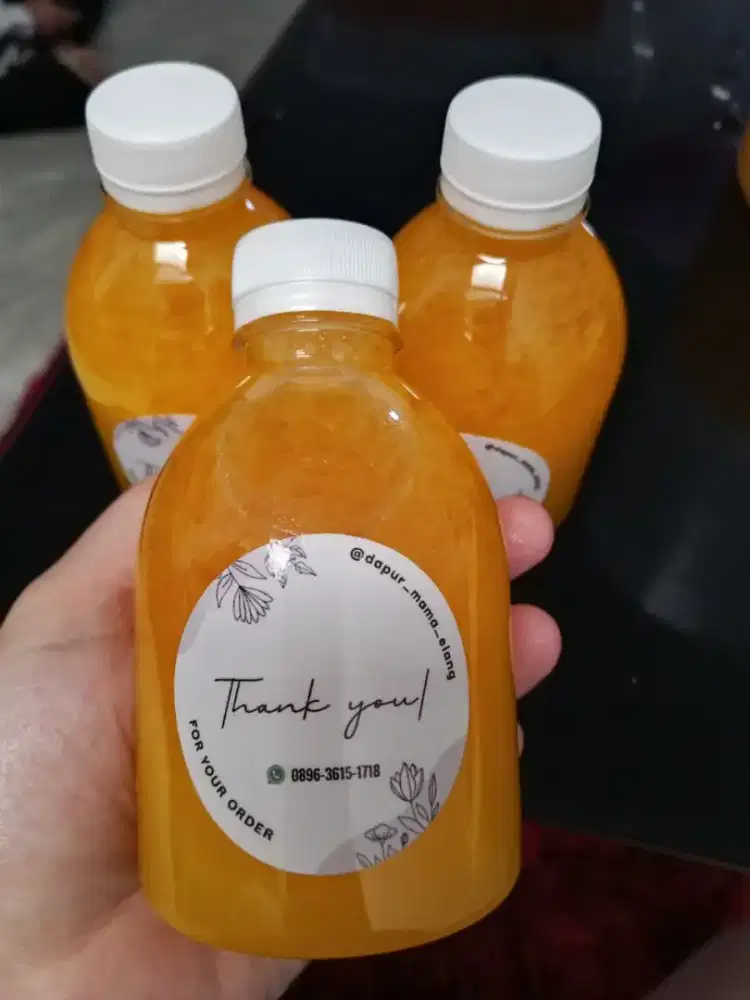 @dapur_mama_elang
Thank you!
0896-3615-1718
FOR YOUR ORDER